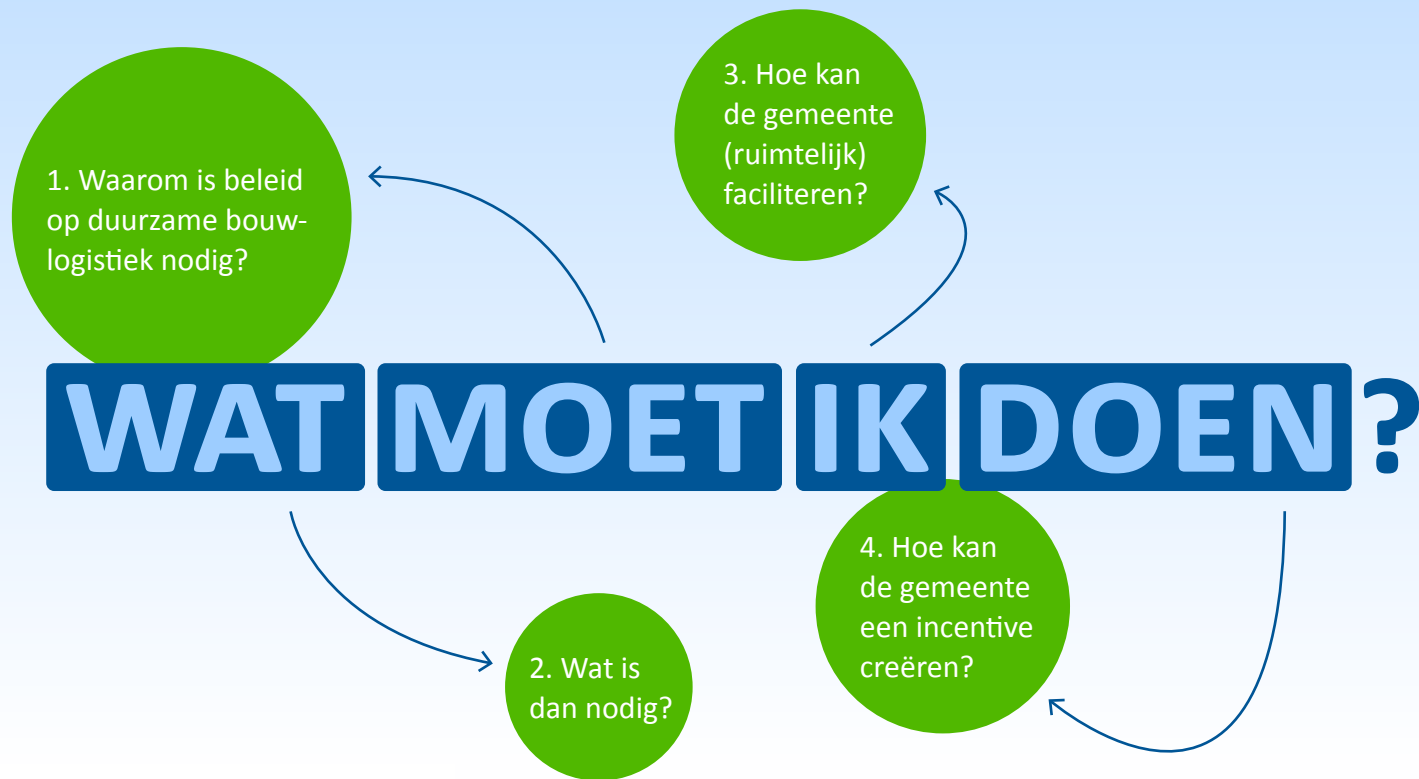 1. Waarom is beleid
op duurzame bouw-
logistiek nodig?
3. Hoe kan
de gemeente
(ruimtelijk)
faciliteren?
WAT MOET IK DOEN?
2. Wat is
dan nodig?
4. Hoe kan
de gemeente
een incentive
creëren?